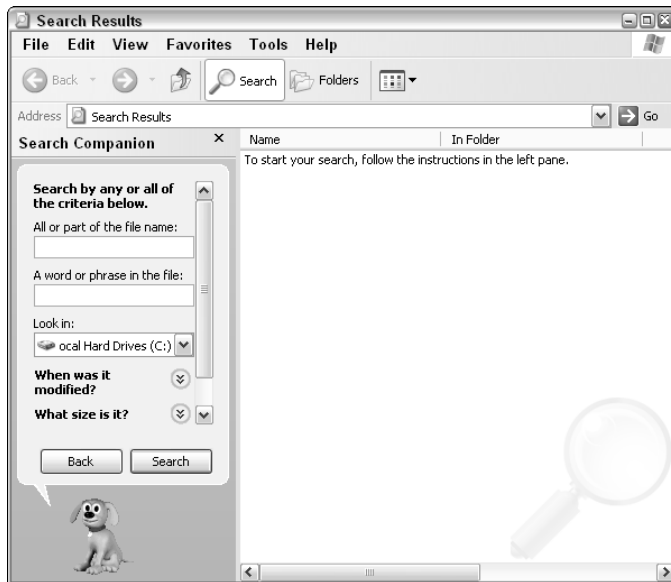 Search Results
File Edit View Favorites Tools Help
Back Search Folders
Address Search Results Go
Search Companion
Name In Folder
To start your search, follow the instructions in the left pane.
Search by any or all of
the criteria below.
All or part of the file name:
A word or phrase in the file:
Look in:
ocal Hard Drives (C:)
When was it
modified?
What size is it?
Back Search